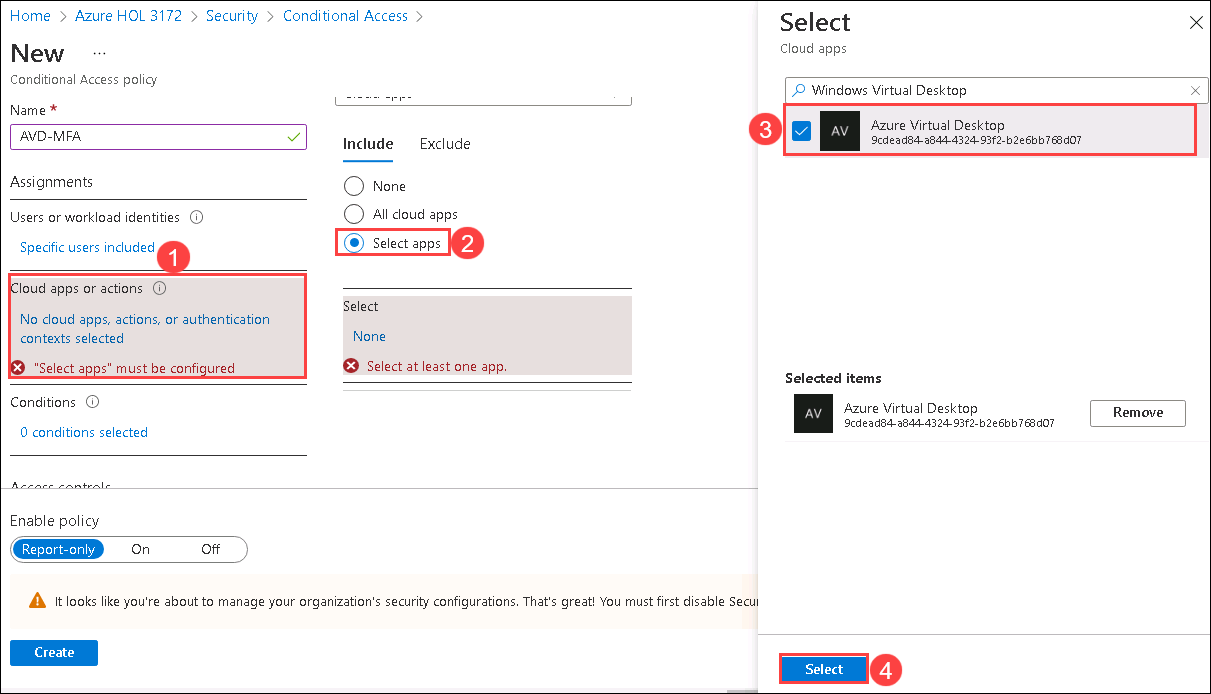 Home > Azure HOL 3172 > Security > Conditional Access >
New ...
Conditional Access policy
Name *
AVD-MFA
Assignments
Users or workload identities
Specific users included
1
Cloud apps or actions
No cloud apps, actions, or authentication
contexts selected
"Select apps" must be configured
Conditions
0 conditions selected
Access controls
Cloud apps
Include Exclude
None
All cloud apps
Select apps
2
Select
None
Select at least one app.
Enable policy
Report-only On Off
It looks like you're about to manage your organization's security configurations. That's great! You must first disable Secu
Create
Select
Cloud apps
Windows Virtual Desktop
3
AV
Azure Virtual Desktop
9cdead84-a844-4324-93f2-b2e6bb768d07
Selected items
AV
Azure Virtual Desktop
9cdead84-a844-4324-93f2-b2e6bb768d07
Remove
Select
4